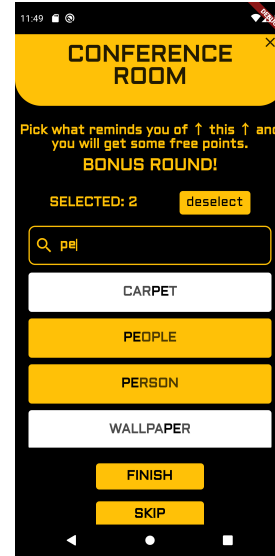 11:49
DEBUG
CONFERENCE
ROOM
Pick what reminds you of ↑ this ↑ and
you will get some free points.
BONUS ROUND!
SELECTED: 2
deselect
pe
CARPET
PEOPLE
PERSON
WALLPAPER
FINISH
SKIP